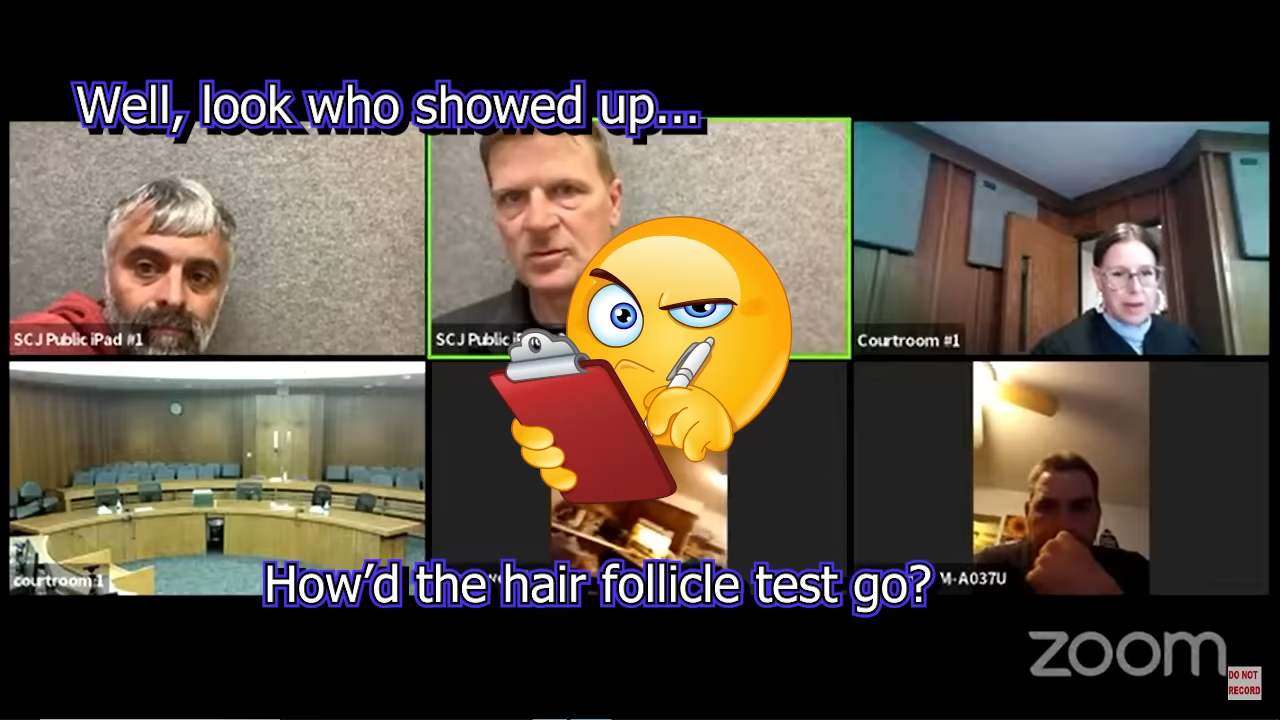 Well, look who showed up...
SCJ Public iPad #1
SCJ Public
Courtroom #1
courtroom 1
How'd the hair follicle test go?
M-A037U
zoom
DO NOT
RECORD